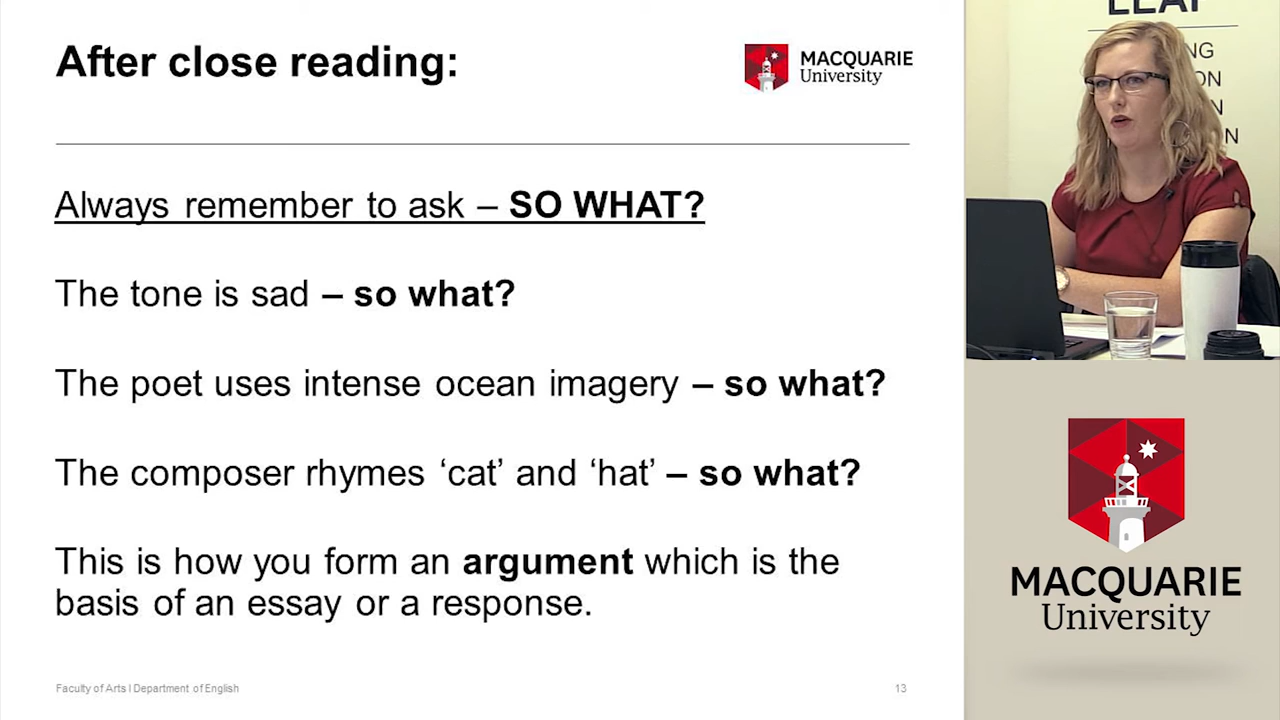 After close reading:
MACQUARIE
University
Always remember to ask – SO WHAT?
The tone is sad – so what?
The poet uses intense ocean imagery – so what?
The composer rhymes ‘cat’ and ‘hat’ – so what?
This is how you form an argument which is the
basis of an essay or a response.
Faculty of Arts I Department of English
13
MACQUARIE
University